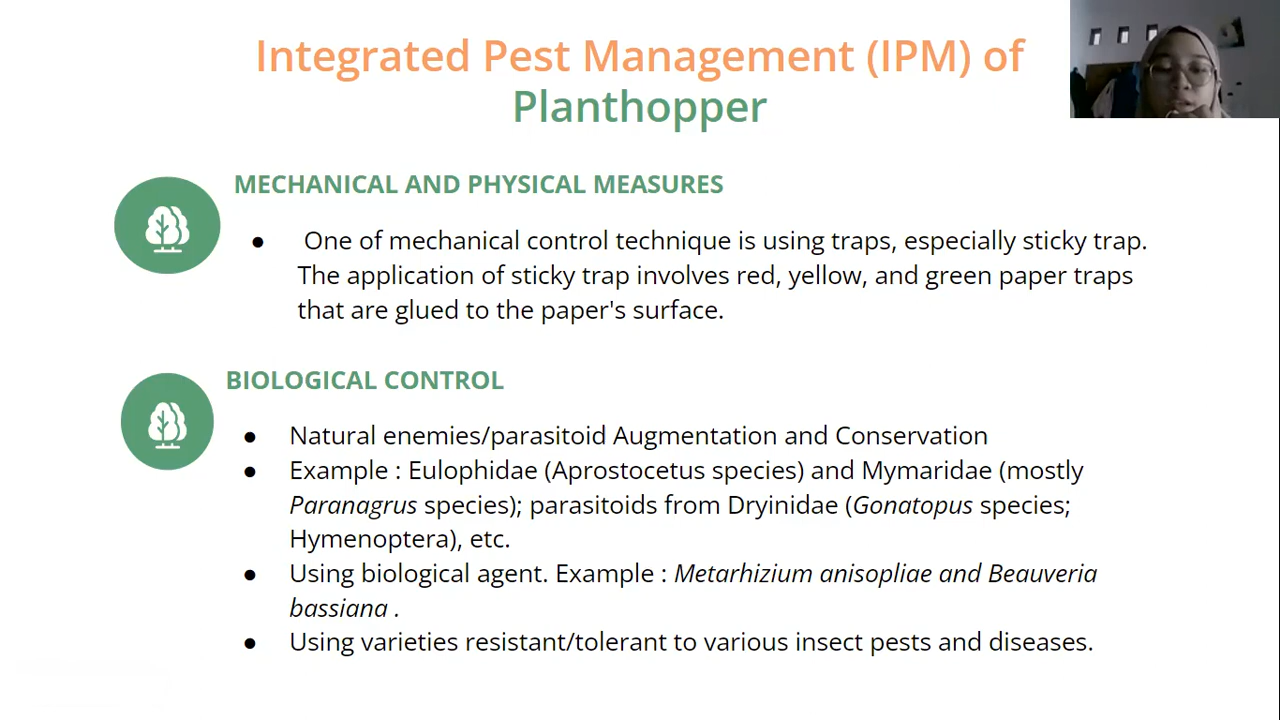 Integrated Pest Management (IPM) of
Planthopper
MECHANICAL AND PHYSICAL MEASURES
● One of mechanical control technique is using traps, especially sticky trap.
The application of sticky trap involves red, yellow, and green paper traps
that are glued to the paper's surface.
BIOLOGICAL CONTROL
● Natural enemies/parasitoid Augmentation and Conservation
● Example : Eulophidae (Aprostocetus species) and Mymaridae (mostly
Paranagrus species); parasitoids from Dryinidae (Gonatopus species;
Hymenoptera), etc.
● Using biological agent. Example : Metarhizium anisopliae and Beauveria
bassiana .
● Using varieties resistant/tolerant to various insect pests and diseases.